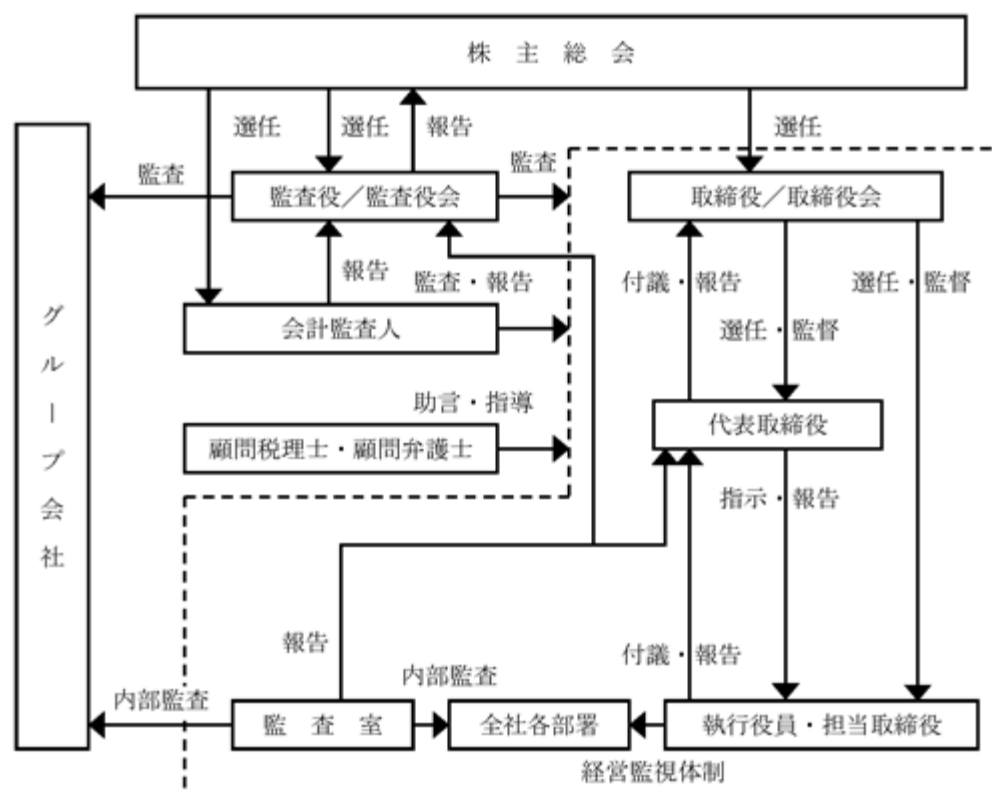 株主総会
選任
選任
報告
選任
監査
監査
監査役／監査役会
取締役／取締役会
報告
監査・報告
付議・報告
選任・監督
会計監査人
選任・監督
グループ会社
助言・指導
代表取締役
顧問税理士・顧問弁護士
指示・報告
報告
付議・報告
内部監査
内部監査
監査室
全社各部署
執行役員・担当取締役
経営監視体制